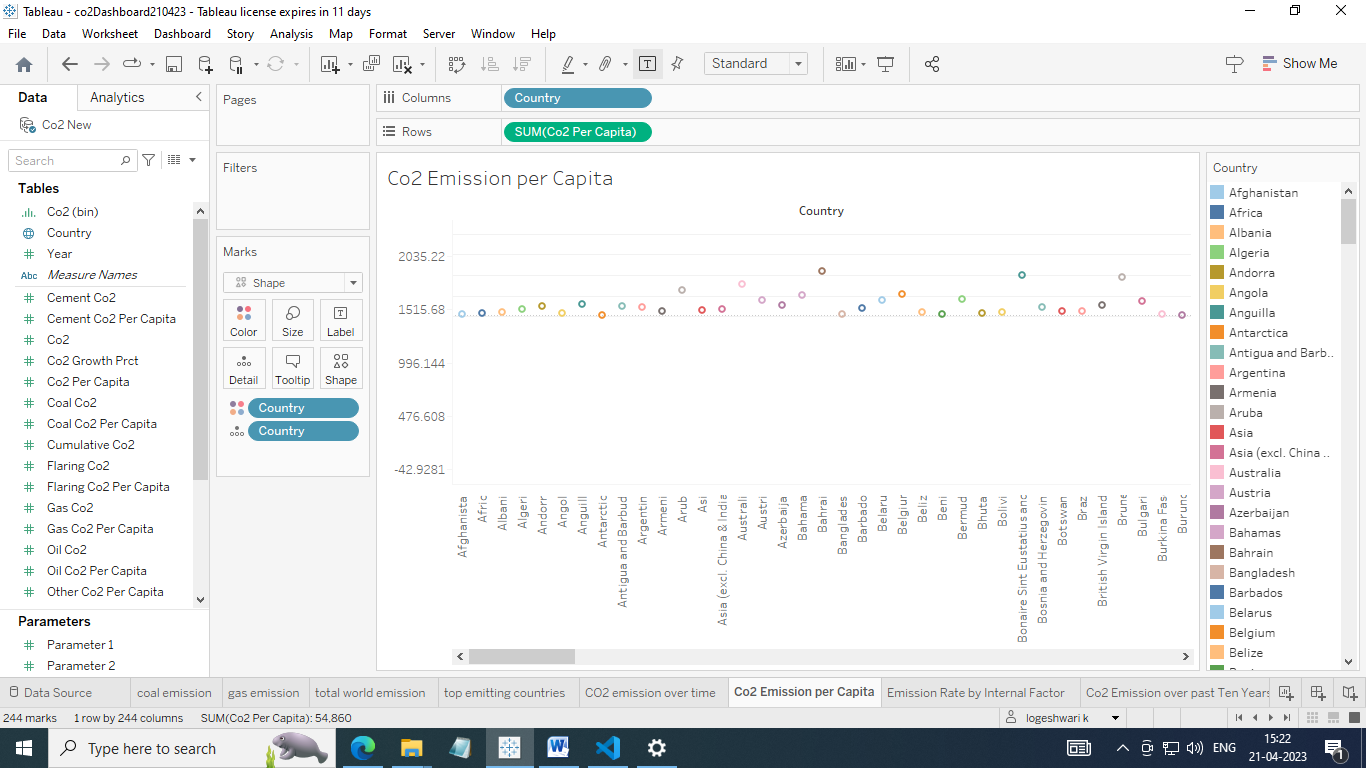 Tableau - co2Dashboard210423 - Tableau license expires in 11 days
File Data Worksheet Dashboard Story Analysis Map Format Server Window Help
Standard
Show Me
Data Analytics
Co2 New
Search
Tables
Co2 (bin)
Country
Year
Abc Measure Names
Cement Co2
Cement Co2 Per Capita
Co2
Co2 Growth Prct
Co2 Per Capita
Coal Co2
Coal Co2 Per Capita
Cumulative Co2
Flaring Co2
Flaring Co2 Per Capita
Gas Co2
Gas Co2 Per Capita
Oil Co2
Oil Co2 Per Capita
Other Co2 Per Capita
Parameters
Parameter 1
Parameter 2
Pages
Filters
Marks
Shape
Color Size Label
Detail Tooltip Shape
Country
Country
Columns Country
Rows SUM(Co2 Per Capita)
Co2 Emission per Capita
Country
2035.22
1515.68
996.144
476.608
-42.9281
Afghanista
Afric
Albani
Algeri
Andorr
Angol
Anguill
Antarctic
Antigua and Barbud
Argentin
Armeni
Arub
Asi
Asia (excl. China & India
Australi
Austri
Azerbaija
Bahama
Bahrai
Banglades
Barbado
Belaru
Belgiur
Beliz
Beni
Bermud
Bhuta
Bolivi
Bonaire Sint Eustatius anc
Bosnia and Herzegovin
Botswan
Braz
British Virgin Island
Brune
Bulgari
Burkina Fas
Burunc
Country
Afghanistan
Africa
Albania
Algeria
Andorra
Angola
Anguilla
Antarctica
Antigua and Barb..
Argentina
Armenia
Aruba
Asia
Asia (excl. China ..
Australia
Austria
Azerbaijan
Bahamas
Bahrain
Bangladesh
Barbados
Belarus
Belgium
Belize
Data Source
coal emission
gas emission
total world emission
top emitting countries
CO2 emission over time
Co2 Emission per Capita
Emission Rate by Internal Factor
Co2 Emission over past Ten Years
244 marks 1 row by 244 columns SUM(Co2 Per Capita): 54,860
logeshwari k
Type here to search
ENG
15:22
21-04-2023
1